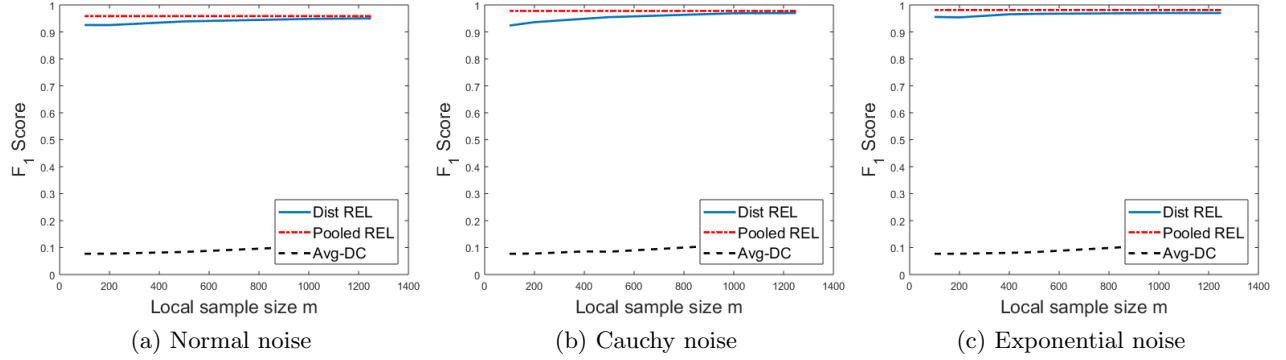 1
0.9
0.8
0.7
0.6
0.5
0.4
0.3
0.2
0.1
0
F1 Score
0 200 400 600 800 1000 1200 1400
Local sample size m
Dist REL
Pooled REL
Avg-DC
(a) Normal noise
1
0.9
0.8
0.7
0.6
0.5
0.4
0.3
0.2
0.1
0
F1 Score
0 200 400 600 800 1000 1200 1400
Local sample size m
Dist REL
Pooled REL
Avg-DC
(b) Cauchy noise
1
0.9
0.8
0.7
0.6
0.5
0.4
0.3
0.2
0.1
0
F1 Score
0 200 400 600 800 1000 1200 1400
Local sample size m
Dist REL
Pooled REL
Avg-DC
(c) Exponential noise